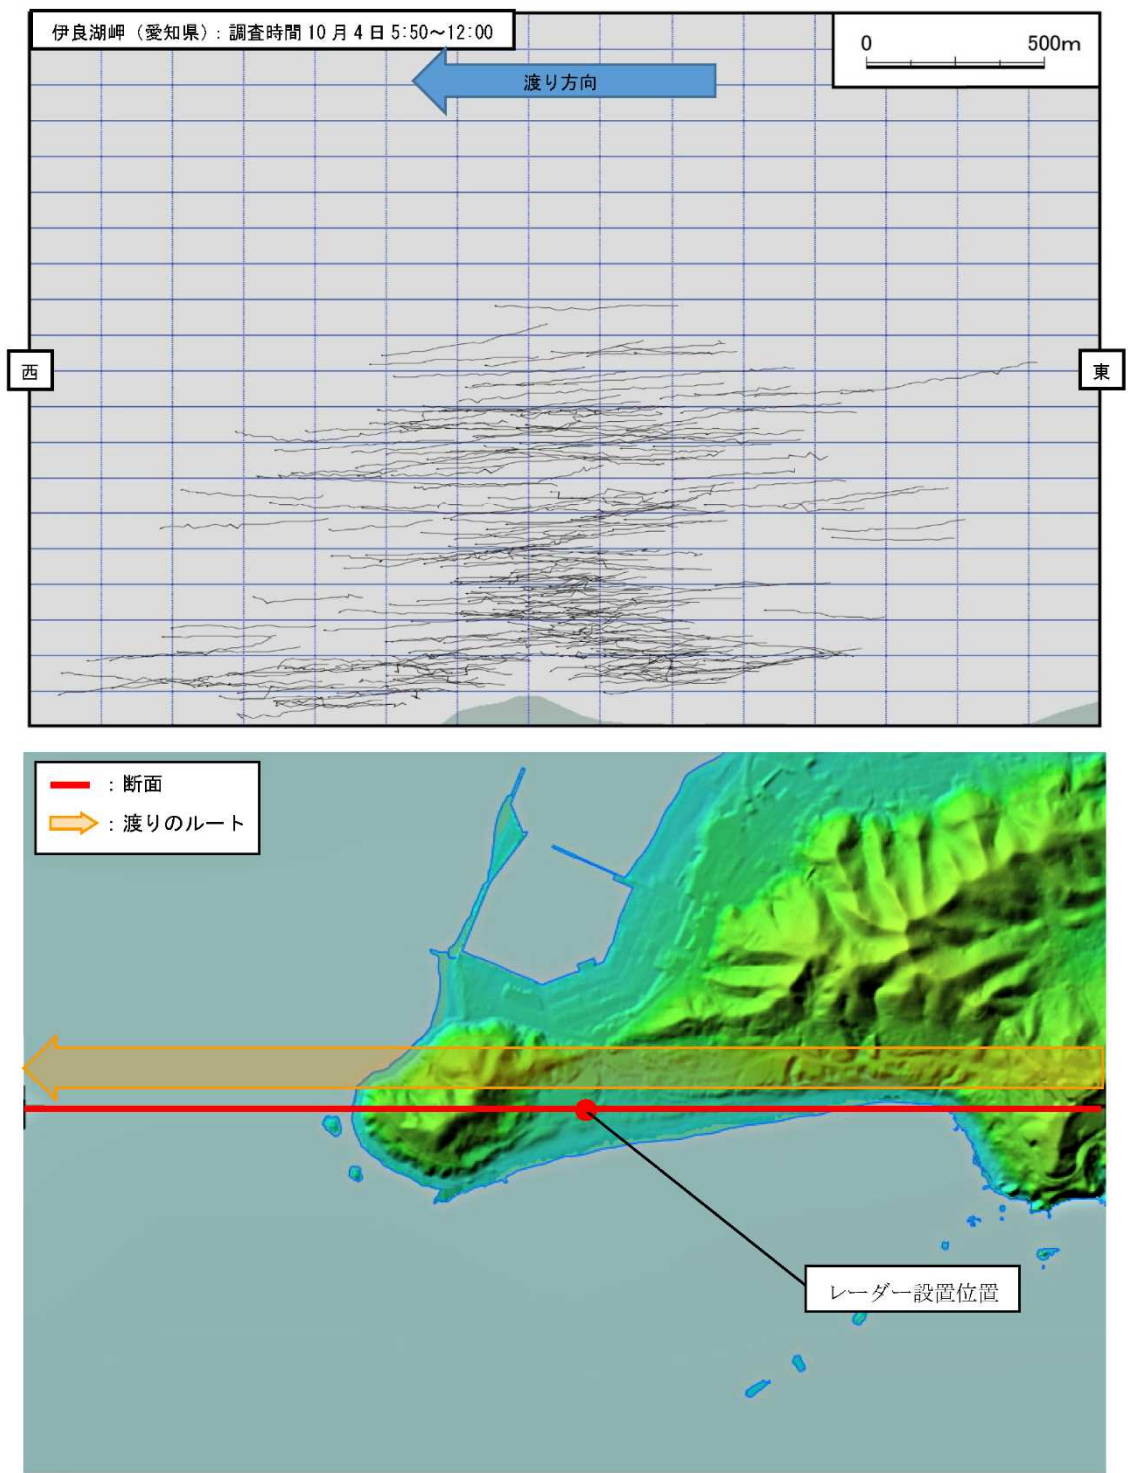 伊良湖岬（愛知県）: 調査時間 10 月 4 日 5:50～12:00
0 500m
渡り方向
西
東
: 断面
: 渡りのルート
レーダー設置位置